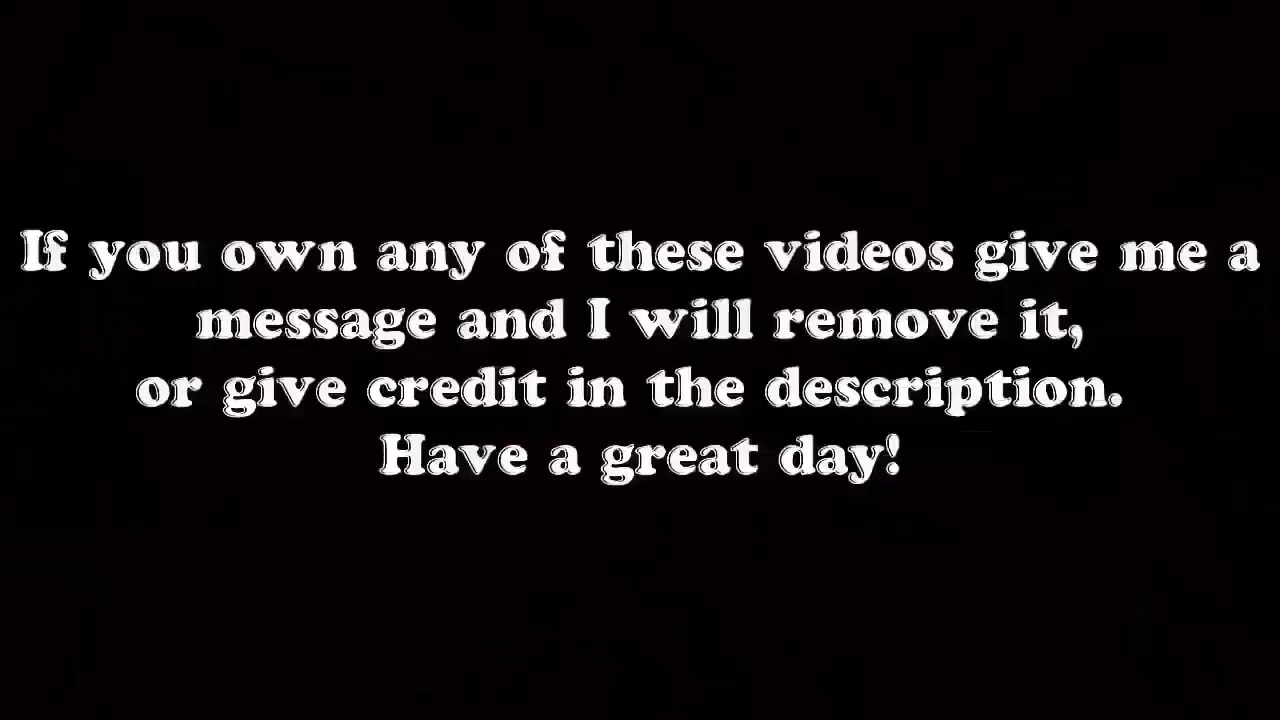 If you own any of these videos give me a
message and I will remove it,
or give credit in the description.
Have a great day!